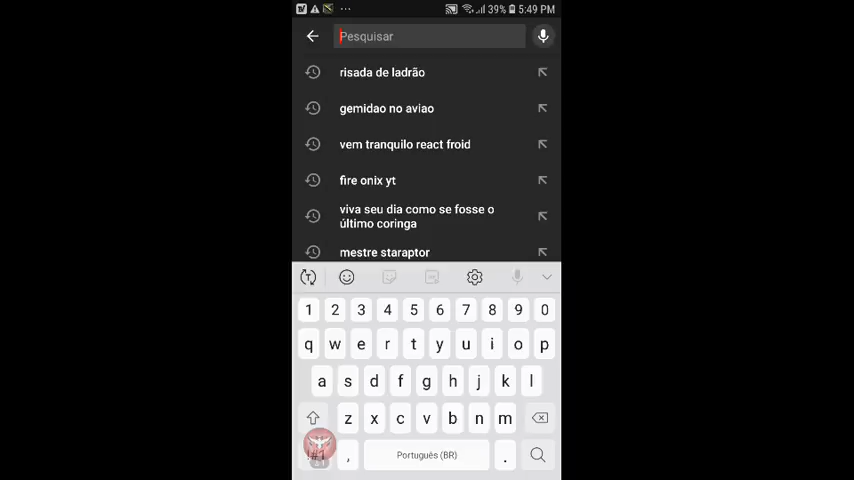 39% 5:49 PM
Pesquisar
risada de ladrão
gemidao no aviao
vem tranquilo react froid
fire onix yt
viva seu dia como se fosse o
último coringa
mestre staraptor
1 2 3 4 5 6 7 8 9 0
q w e r t y u i o p
a s d f g h j k l
z x c v b n m
!#1 , Português (BR) .